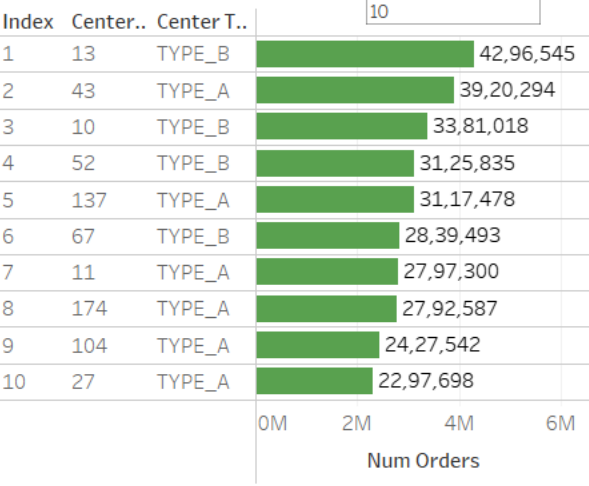 10
Index Center.. Center T..
1 13 TYPE_B 42,96,545
2 43 TYPE_A 39,20,294
3 10 TYPE_B 33,81,018
4 52 TYPE_B 31,25,835
5 137 TYPE_A 31,17,478
6 67 TYPE_B 28,39,493
7 11 TYPE_A 27,97,300
8 174 TYPE_A 27,92,587
9 104 TYPE_A 24,27,542
10 27 TYPE_A 22,97,698
0M 2M 4M 6M
Num Orders